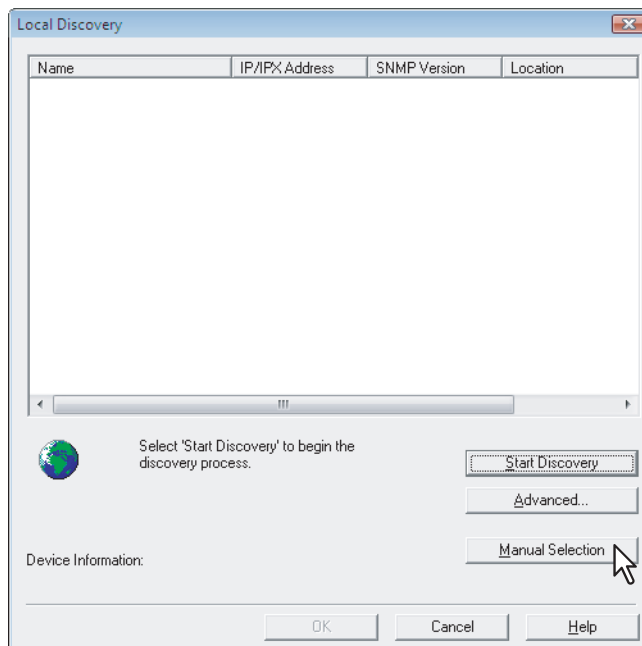 Local Discovery
Name IP/IPX Address SNMP Version Location
Select 'Start Discovery' to begin the
discovery process.
Start Discovery
Advanced...
Manual Selection
Device Information:
OK Cancel Help